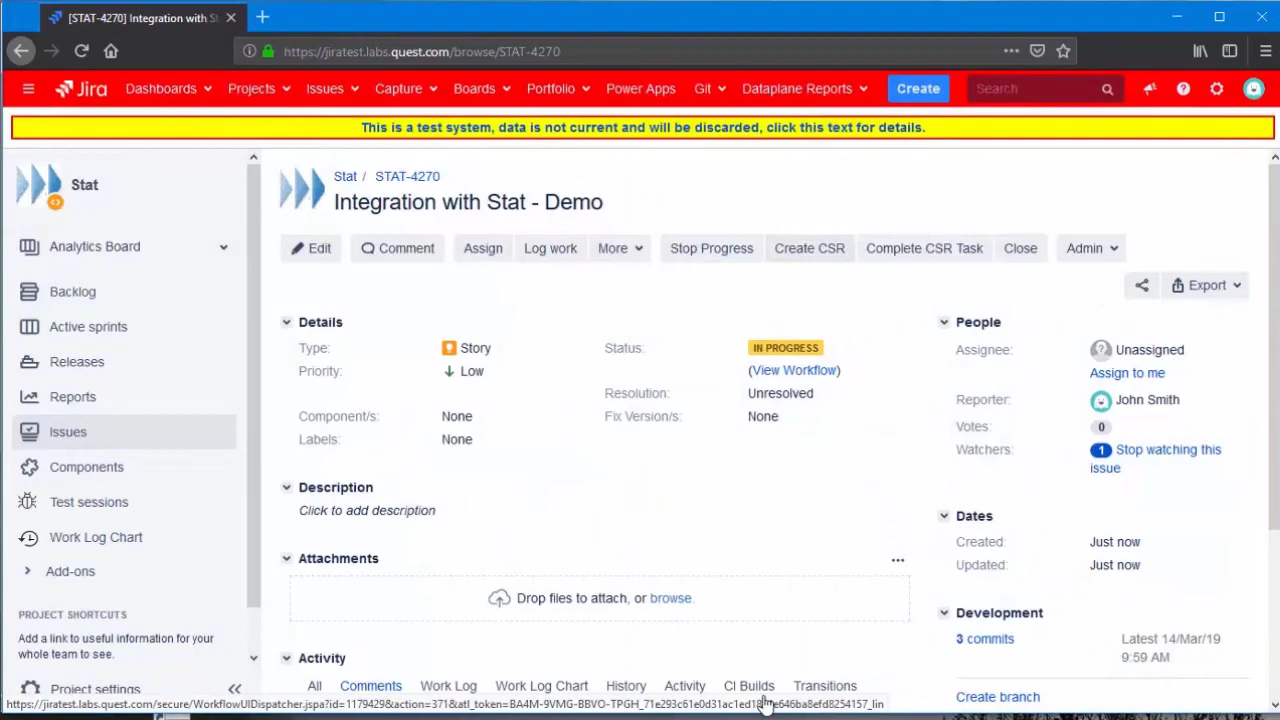 [STAT-4270] Integration with St
https://jiratest.labs.quest.com/browse/STAT-4270
Jira Dashboards Projects Issues Capture Boards Portfolio Power Apps Git Dataplane Reports Create Search
This is a test system, data is not current and will be discarded, click this text for details.
Stat
Analytics Board
Backlog
Active sprints
Releases
Reports
Issues
Components
Test sessions
Work Log Chart
Add-ons
PROJECT SHORTCUTS
Add a link to useful information for your
whole team to see.
Project settings
Stat / STAT-4270
Integration with Stat - Demo
Edit Comment Assign Log work More Stop Progress Create CSR Complete CSR Task Close Admin
Export
Details
Type: Story
Status: IN PROGRESS
(View Workflow)
Priority: Low
Resolution: Unresolved
Component/s: None
Fix Version/s: None
Labels: None
Description
Click to add description
Attachments
Drop files to attach, or browse.
Activity
All Comments Work Log Work Log Chart History Activity CI Builds Transitions
People
Assignee: Unassigned
Assign to me
Reporter: John Smith
Votes: 0
Watchers: 1 Stop watching this
issue
Dates
Created: Just now
Updated: Just now
Development
3 commits Latest 14/Mar/19
9:59 AM
Create branch